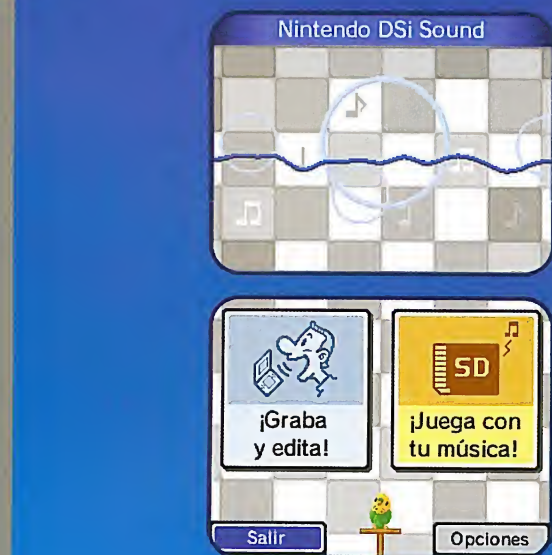 Nintendo DSi Sound
SD
¡Graba
y edita!
¡Juega con
tu música!
Salir
Opciones